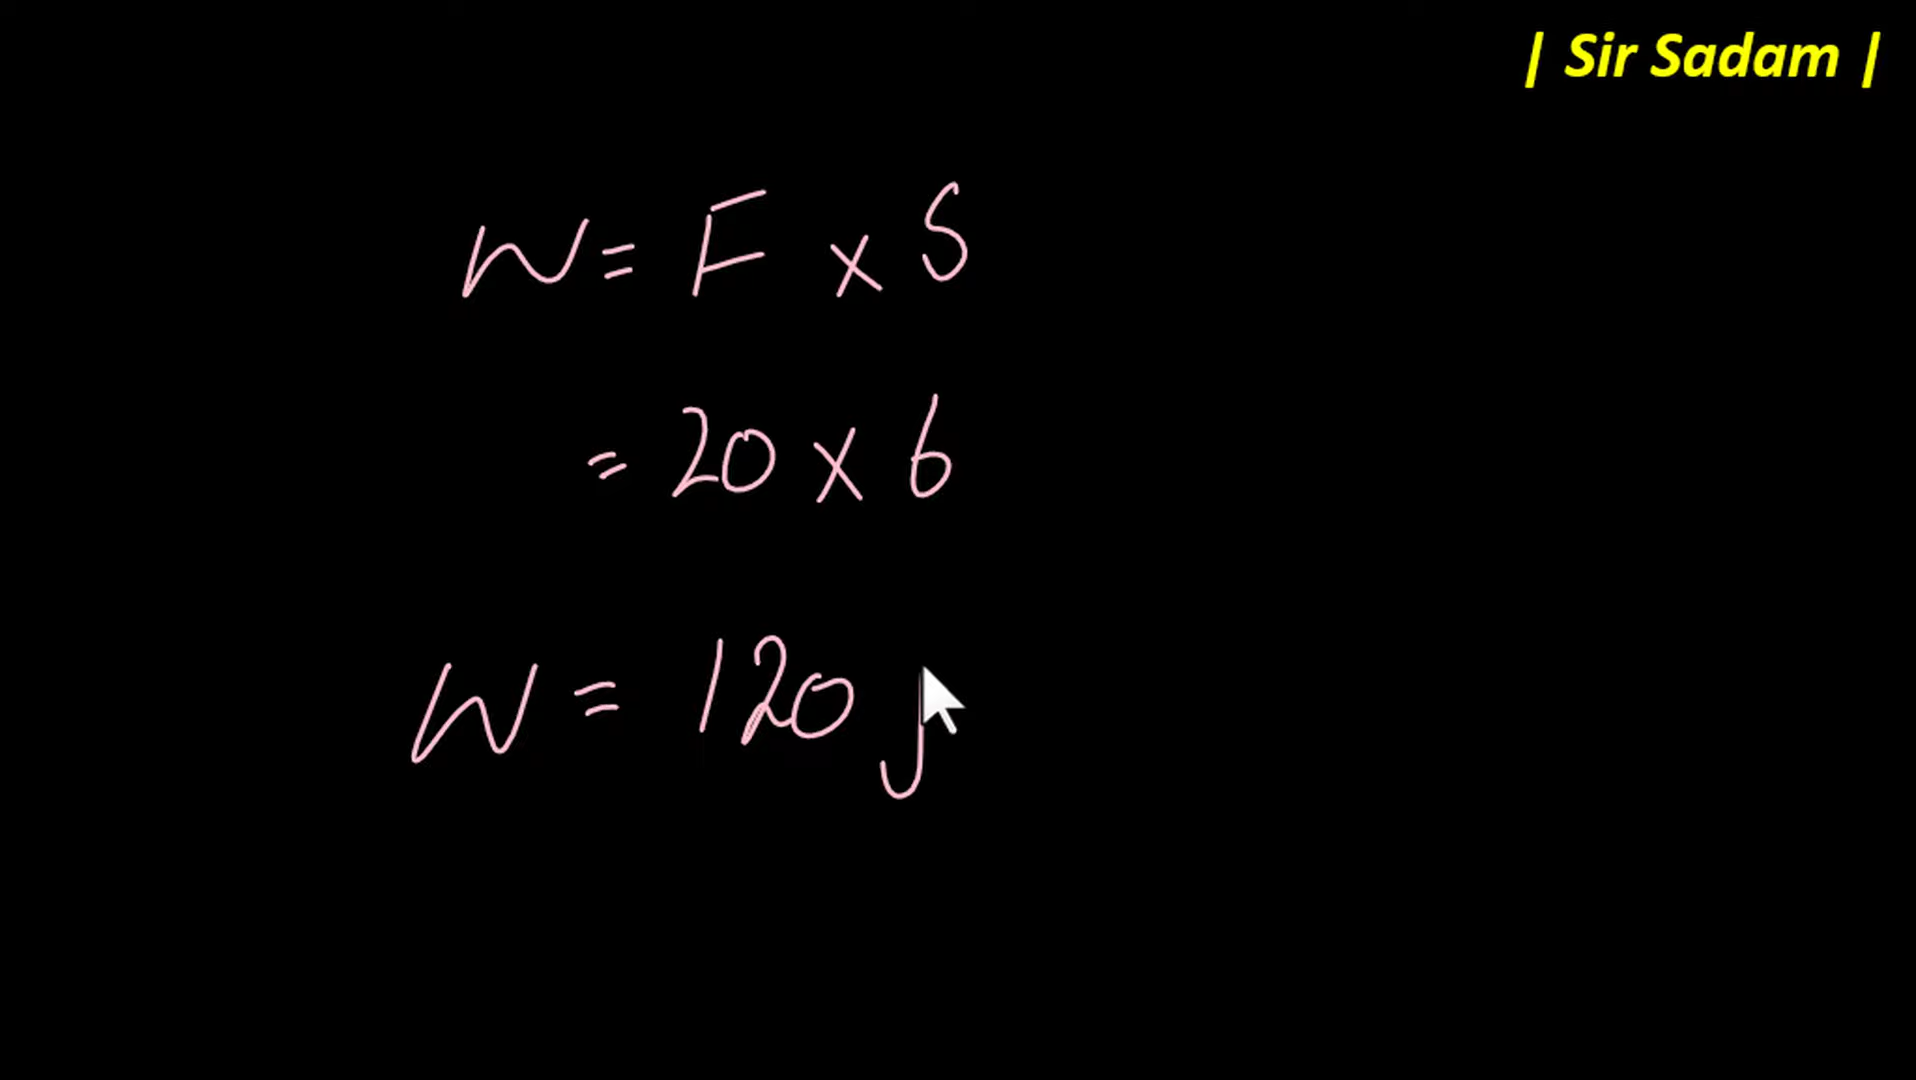 | Sir Sadam |
W = F x S
= 20 x 6
W = 120 j